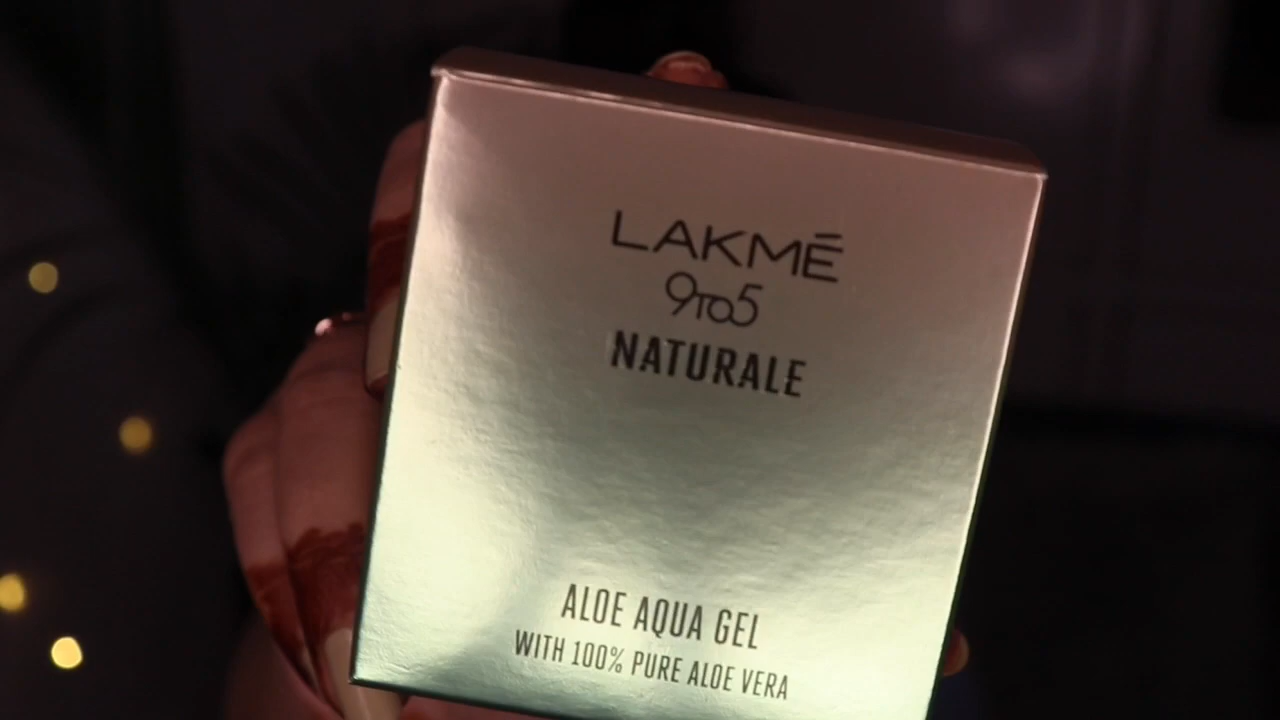 LAKMĒ
9TO5
NATURALE
ALOE AQUA GEL
WITH 100% PURE ALOE VERA